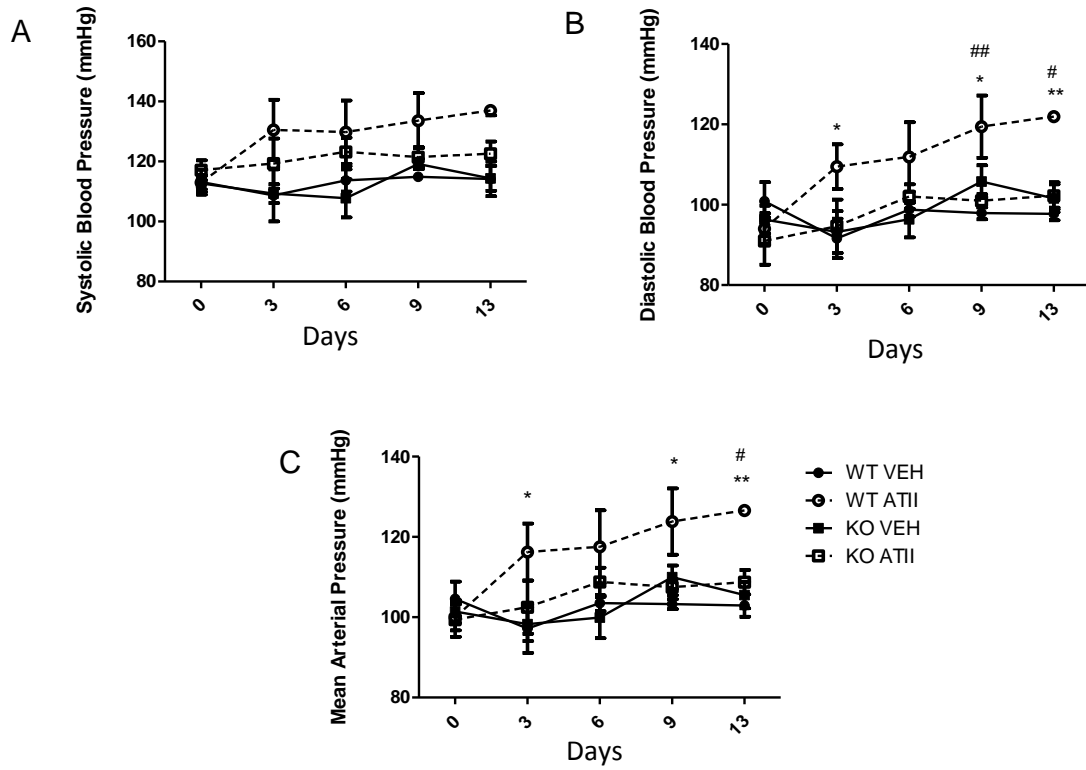 A
Systolic Blood Pressure (mmHg)
160
140
120
100
80
0
3
6
9
13
Days
B
Diastolic Blood Pressure (mmHg)
140
120
100
80
*
##
*
#
**
0
3
6
9
13
Days
C
Mean Arterial Pressure (mmHg)
140
120
100
80
*
*
#
**
0
3
6
9
13
Days
WT VEH
WT ATII
KO VEH
KO ATII